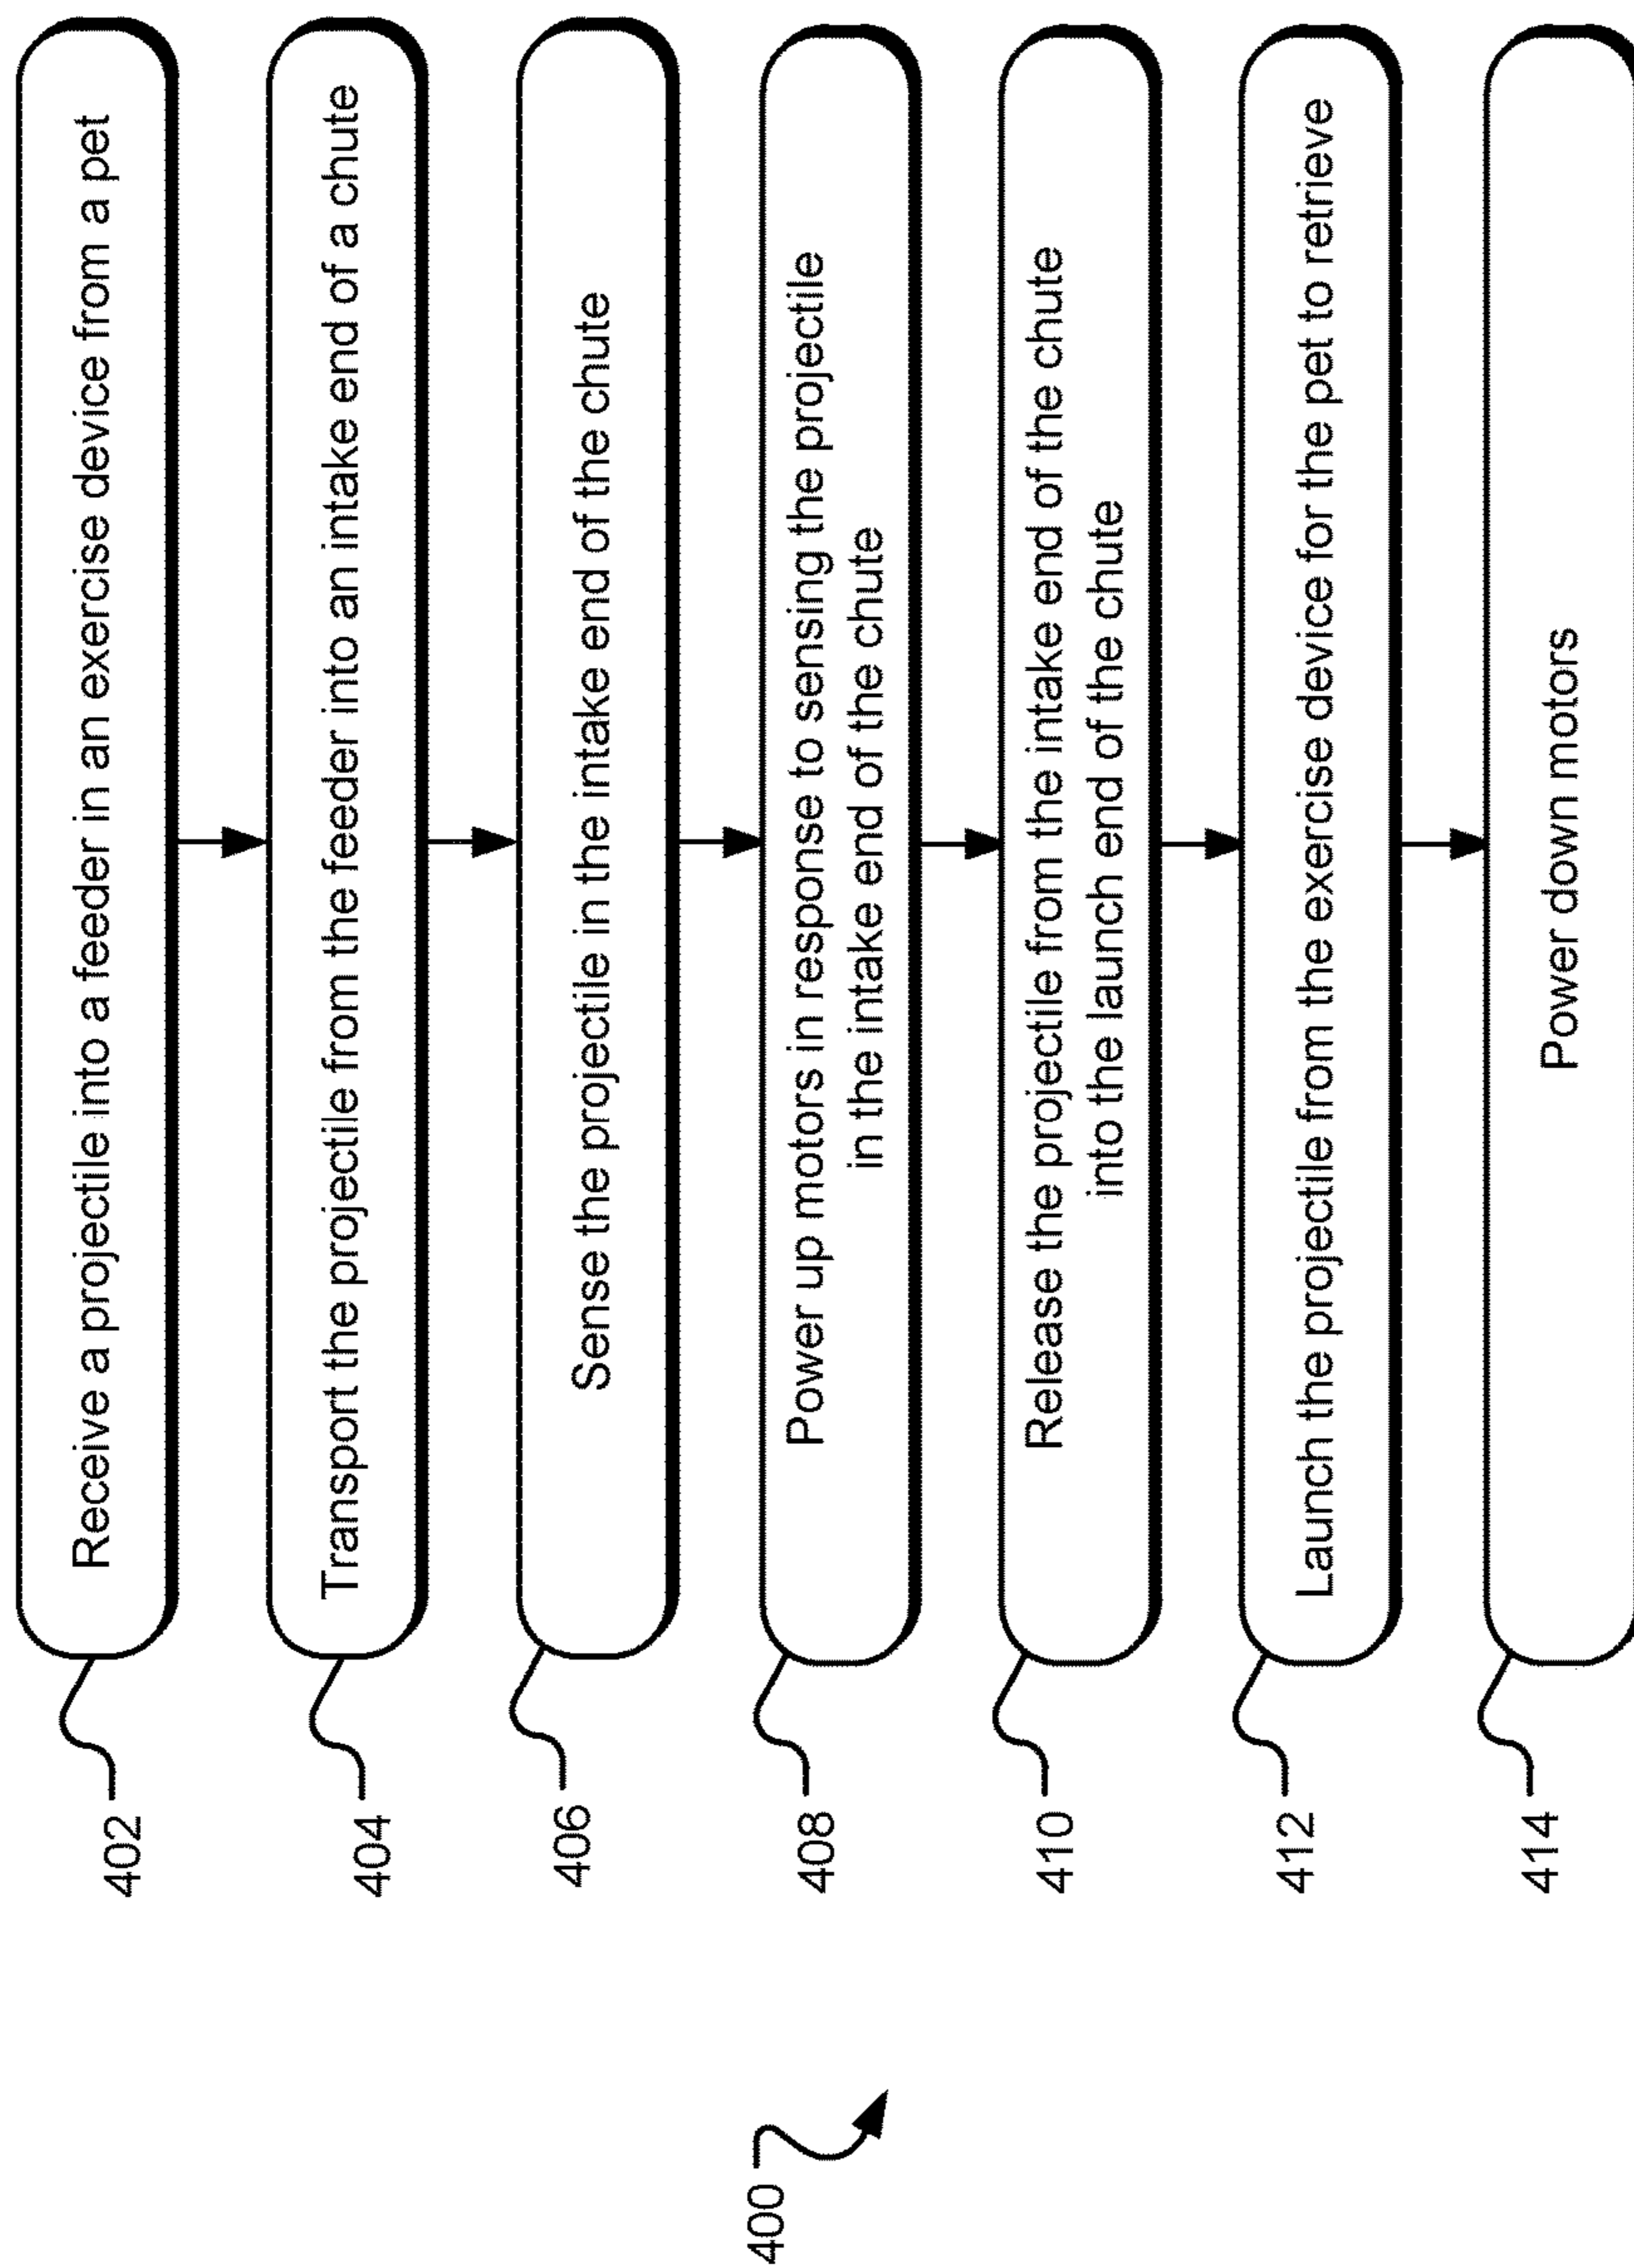 400
402
Receive a projectile into a feeder in an exercise device from a pet
404
Transport the projectile from the feeder into an intake end of a chute
406
Sense the projectile in the intake end of the chute
408
Power up motors in response to sensing the projectile
in the intake end of the chute
410
Release the projectile from the intake end of the chute
into the launch end of the chute
412
Launch the projectile from the exercise device for the pet to retrieve
414
Power down motors